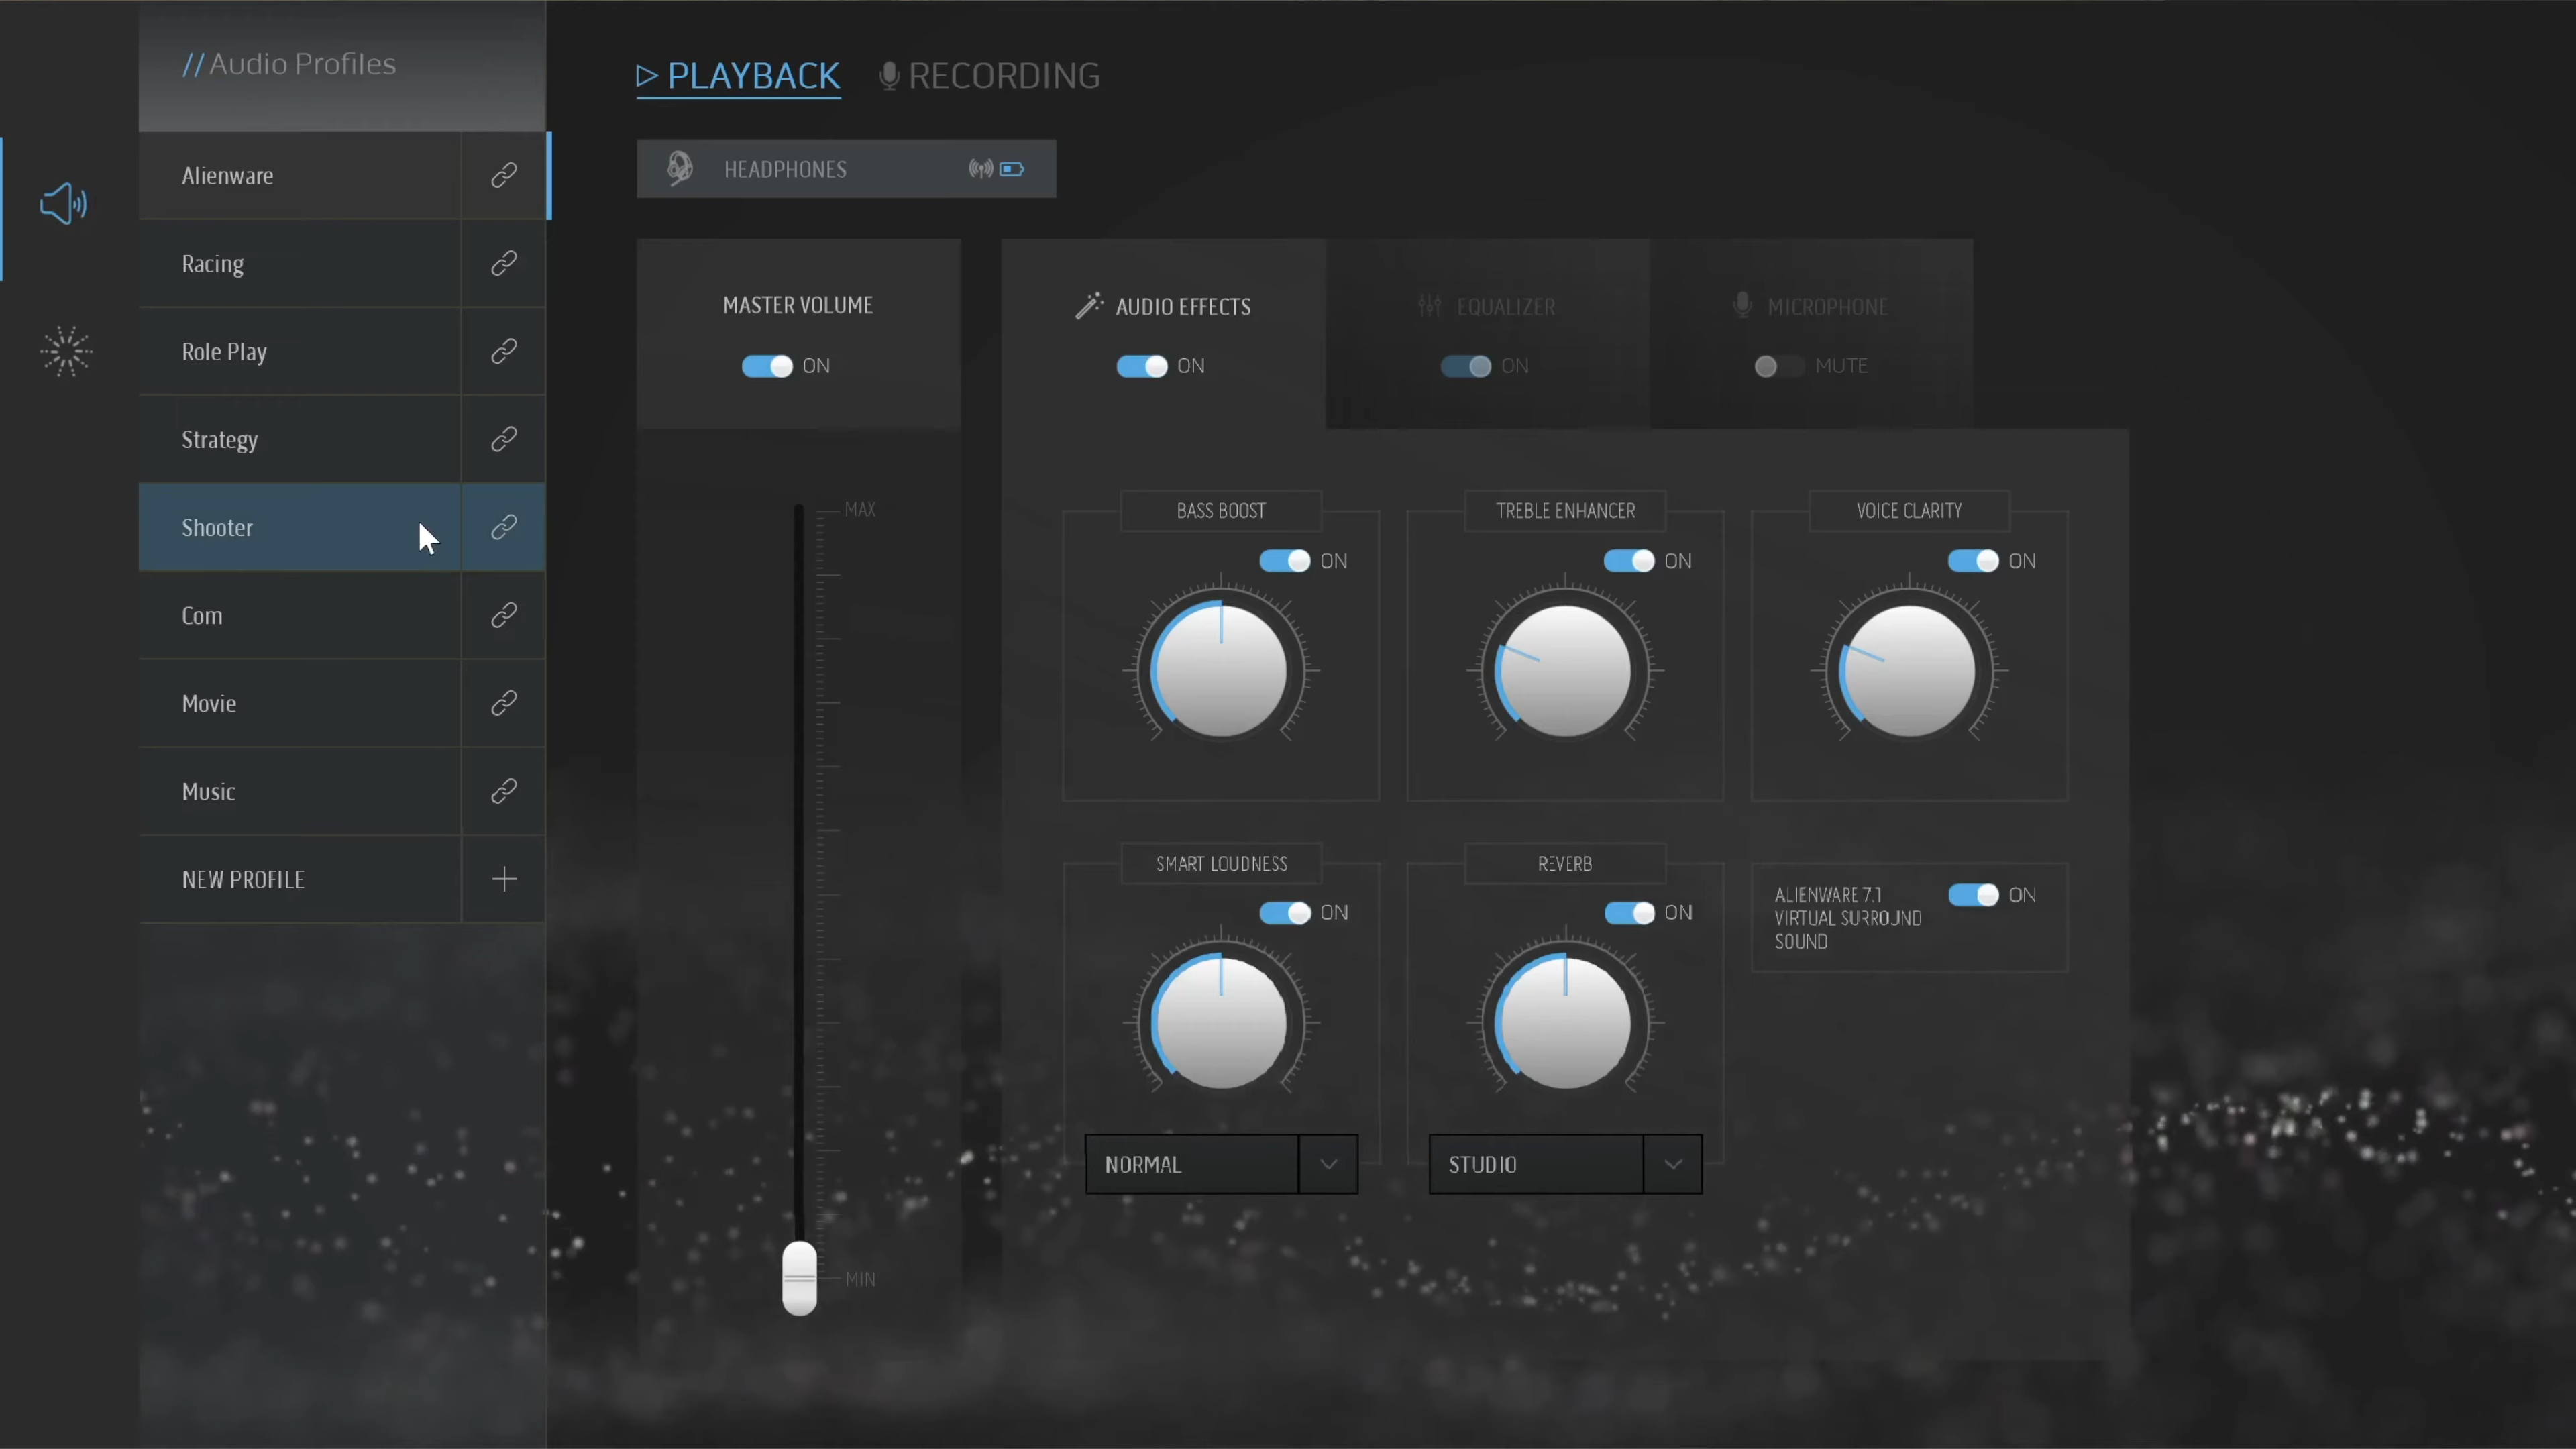 //Audio Profiles
Alienware
Racing
Role Play
Strategy
Shooter
Com
Movie
Music
NEW PROFILE
PLAYBACK
RECORDING
HEADPHONES
MASTER VOLUME
ON
MAX
MIN
AUDIO EFFECTS
ON
EQUALIZER
ON
MICROPHONE
MUTE
BASS BOOST
ON
TREBLE ENHANCER
ON
VOICE CLARITY
ON
SMART LOUDNESS
ON
NORMAL
REVERB
ON
STUDIO
ALIENWARE 7.1
VIRTUAL SURROUND
SOUND
ON